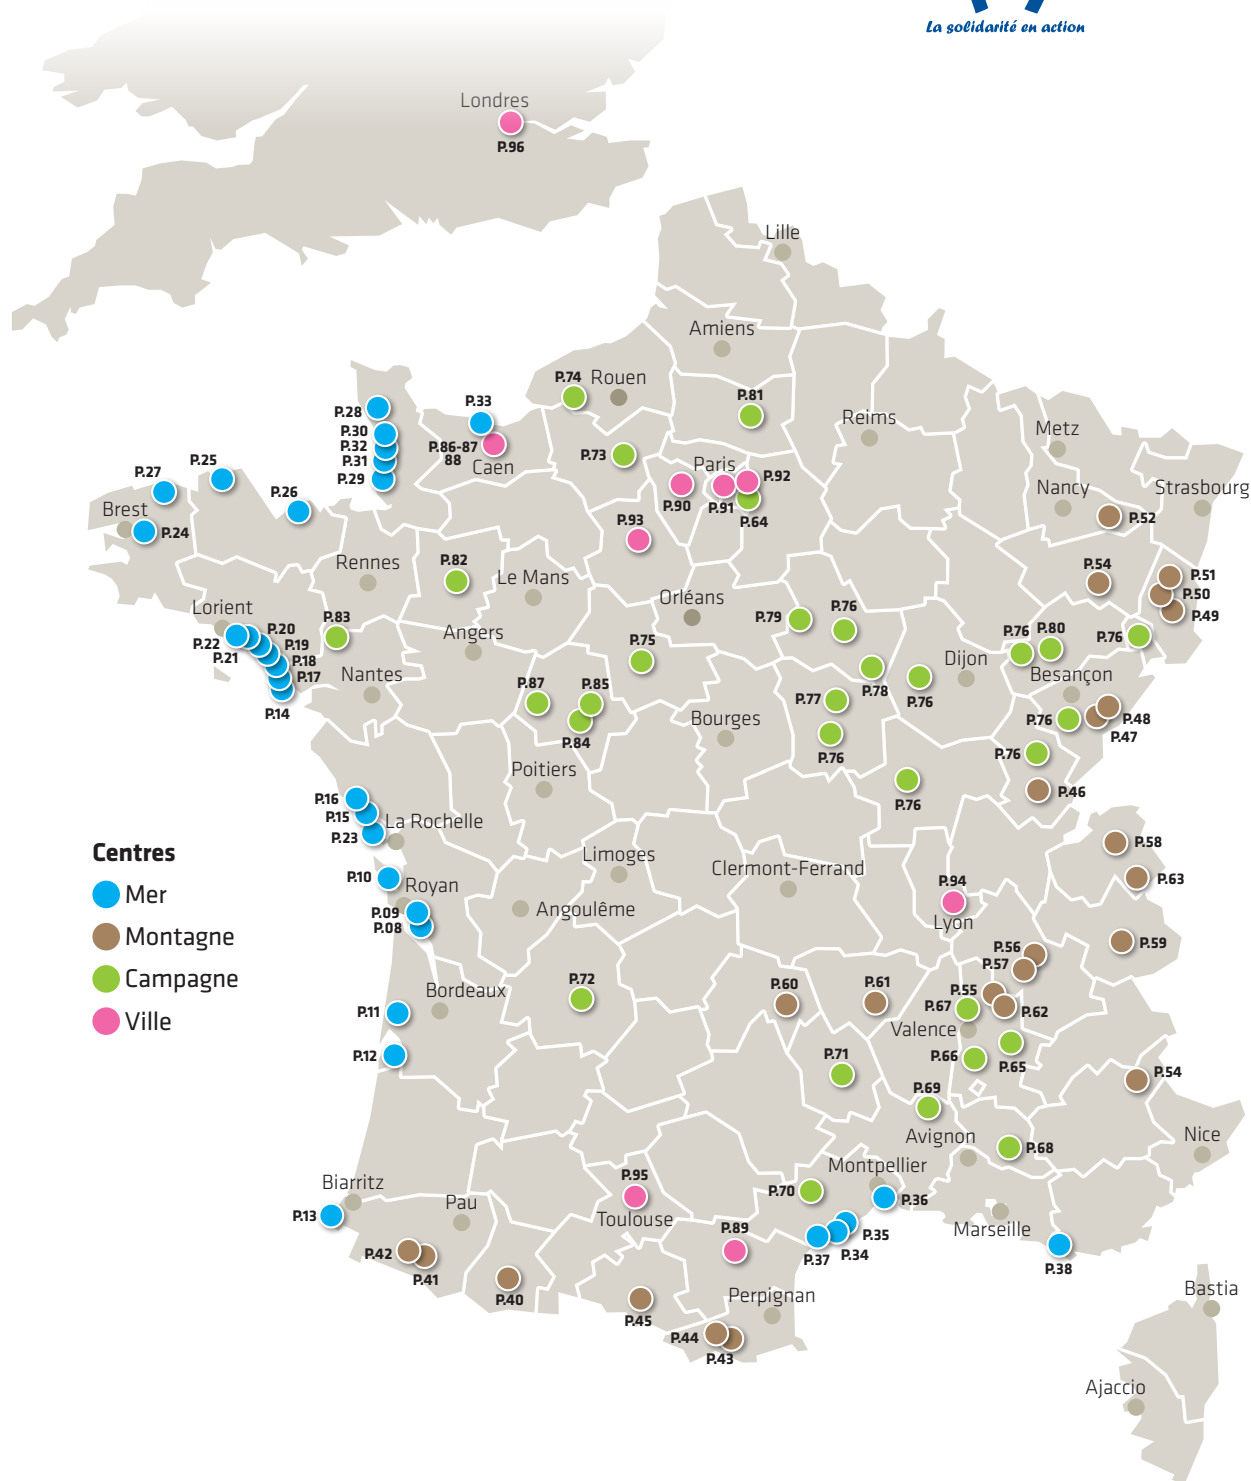 La solidarité en action
Londres
P.96
Lille
Amiens
P.74
Rouen
P.81
P.28
P.33
Reims
P.30
P.32
P.86-87
88
Caen
P.31
P.29
P.73
Metz
P.27
P.25
P.26
Paris
P.92
P.90
P.91
P.64
Nancy
Strasbourg
Brest
P.24
P.52
P.93
Rennes
P.82
Le Mans
P.54
P.51
P.50
P.49
Lorient
P.83
Orléans
P.79
P.76
P.22
P.21
P.20
P.19
P.18
P.17
P.14
Angers
P.75
P.76
P.80
P.76
Nantes
Dijon
Besançon
P.78
P.76
P.87
P.85
P.84
P.77
P.76
Bourges
P.76
P.48
P.47
Poitiers
P.76
P.76
P.46
P.16
P.15
P.23
La Rochelle
Centres
Mer
Montagne
Campagne
Ville
Limoges
Clermont-Ferrand
P.58
P.63
P.10
Royan
P.09
P.08
Angoulême
P.94
Lyon
P.59
P.56
P.57
P.72
P.60
P.61
P.55
P.67
P.62
Bordeaux
P.11
Valence
P.12
P.71
P.66
P.65
P.54
P.69
Avignon
P.68
Nice
Biarritz
P.13
Pau
P.95
Toulouse
Montpellier
P.70
P.36
P.35
P.34
P.37
Marseille
P.38
P.42
P.41
P.40
P.89
P.45
Perpignan
P.44
P.43
Bastia
Ajaccio